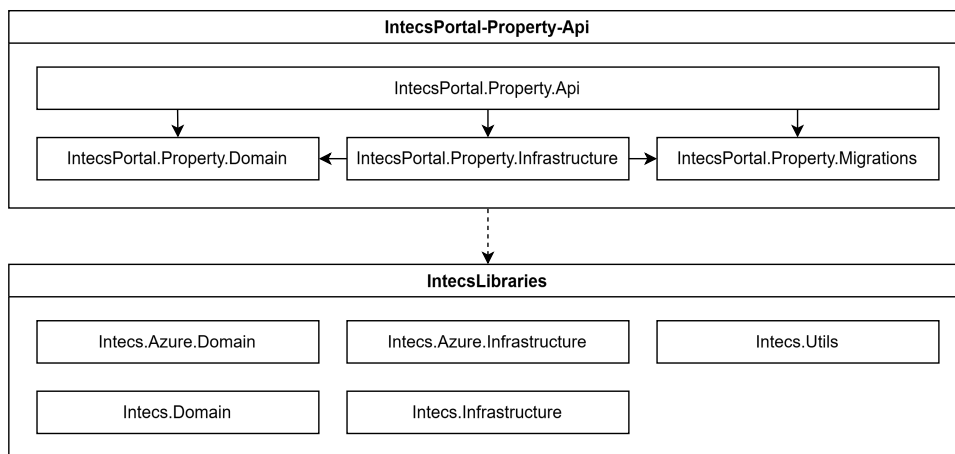 IntecsPortal-Property-Api
IntecsPortal.Property.Api
IntecsPortal.Property.Domain
IntecsPortal.Property.Infrastructure
IntecsPortal.Property.Migrations
IntecsLibraries
Intecs.Azure.Domain
Intecs.Azure.Infrastructure
Intecs.Utils
Intecs.Domain
Intecs.Infrastructure